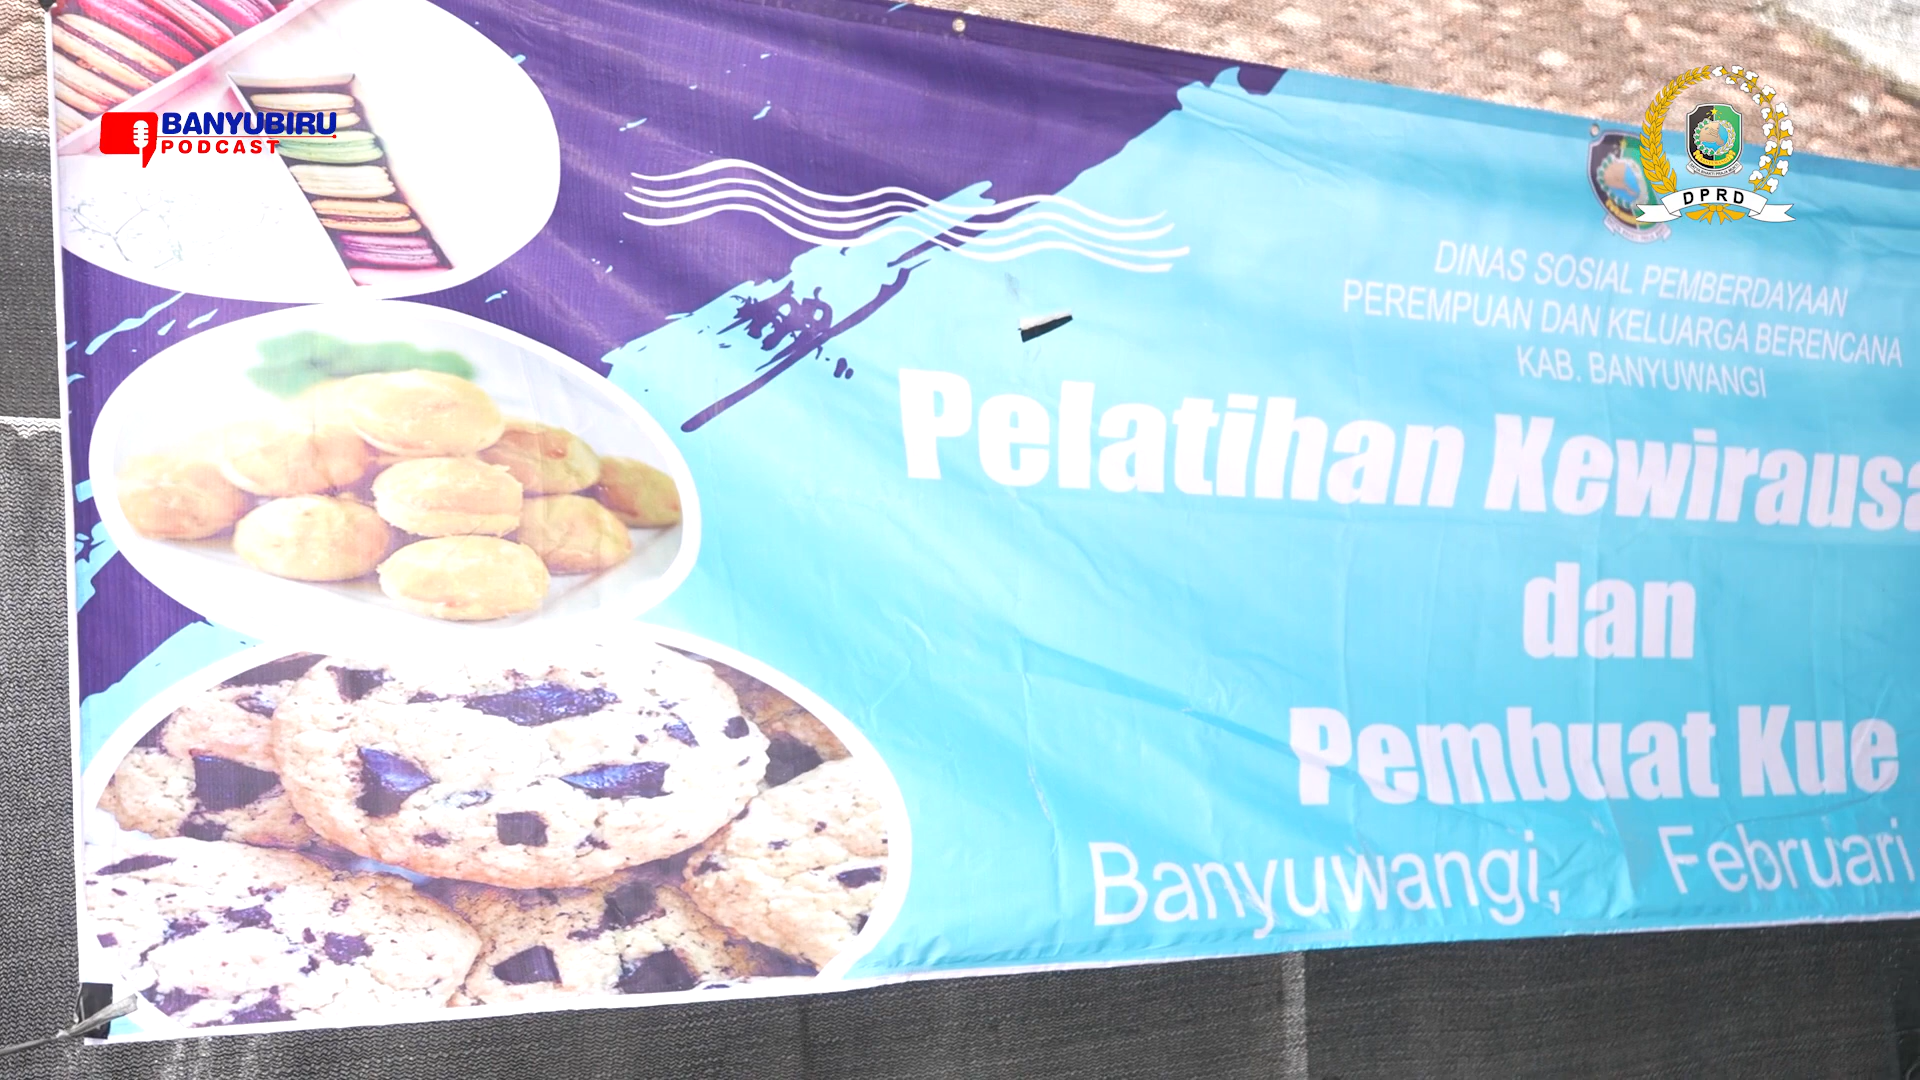 BANYUBIRU
PODCAST
DPRD
DINAS SOSIAL PEMBERDAYAAN
PEREMPUAN DAN KELUARGA BERENCANA
KAB. BANYUWANGI
Pelatihan Kewirausa
dan
Pembuat Kue
Banyuwangi, Februari